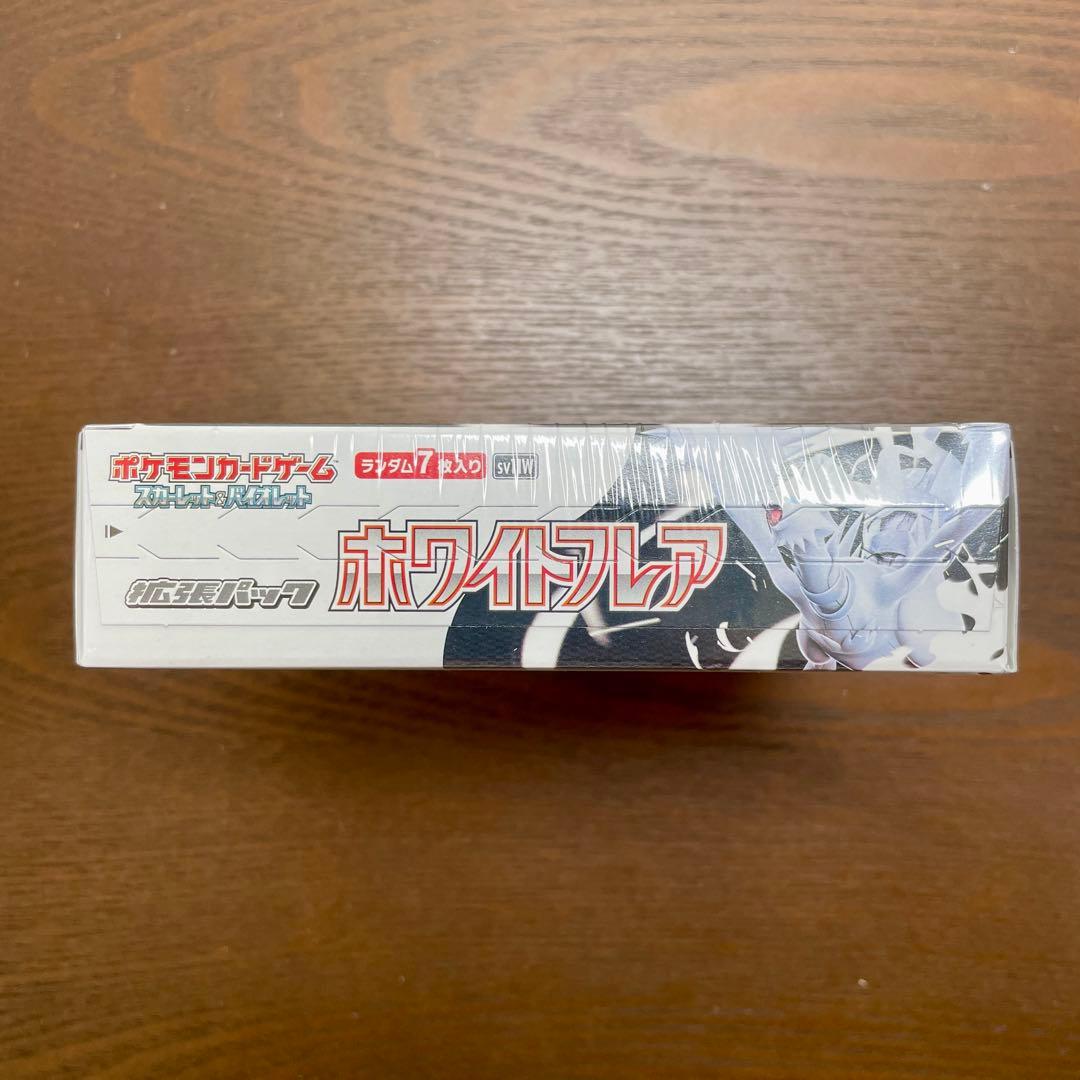 ポケモンカードゲーム
スカーレット&バイオレット
ランダム7枚入り
sv11W
拡張パック
ホワイトフレア